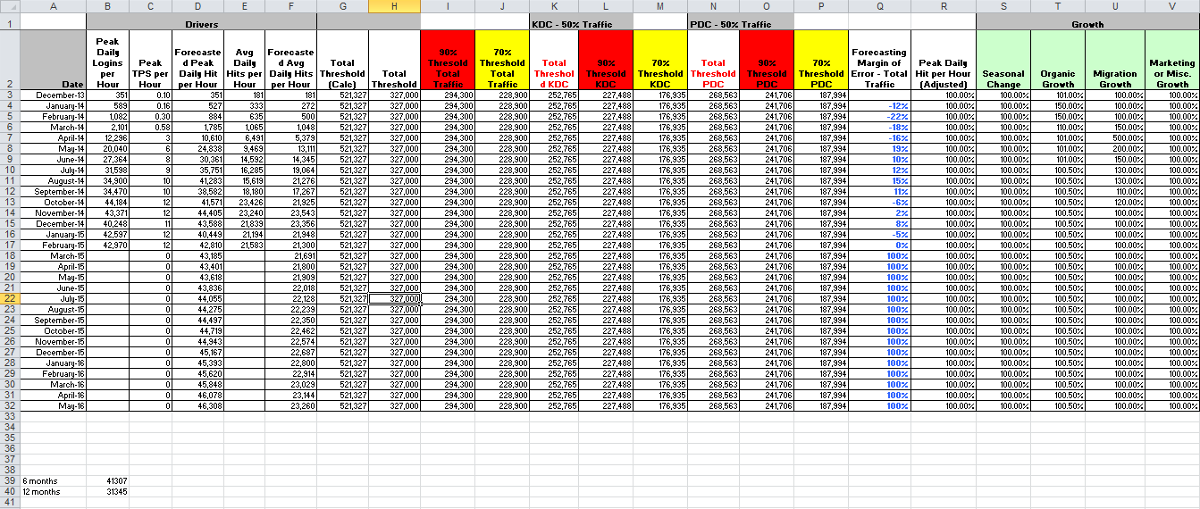 A B C D E F G H I J K L M N O P Q R S T U V
1 Drivers KDC - 50% Traffic PDC - 50% Traffic Growth
2 Date Peak Daily Logins per Hour Peak TPS per Hour Forecaste d Peak Daily Hit per Hour Avg Daily Hits per Hour Forecaste d Avg Daily Hits per Hour Total Threshold (Calc) Total Threshold 90% Thresold Total Traffic 70% Threshold Total Traffic Total Threshol d KDC 90% Threshold KDC 70% Threshold KDC Total Threshold PDC 90% Threshold PDC 70% Threshold PDC Forecasting Margin of Error - Total Traffic Peak Daily Hit per Hour (Adjusted) Seasonal Change Organic Growth Migration Growth Marketing or Misc. Growth
3 December-13 351 0.10 351 181 181 521,327 327,000 294,300 228,900 252,765 227,488 176,935 268,563 241,706 187,994 100.00% 100.00% 101.00% 100.00% 100.00%
4 January-14 589 0.16 527 333 272 521,327 327,000 294,300 228,900 252,765 227,488 176,935 268,563 241,706 187,994 -12% 100.00% 100.00% 150.00% 100.00% 100.00%
5 February-14 1,082 0.30 884 635 500 521,327 327,000 294,300 228,900 252,765 227,488 176,935 268,563 241,706 187,994 -22% 100.00% 100.00% 150.00% 100.00% 100.00%
6 March-14 2,101 0.58 1,785 1,065 1,048 521,327 327,000 294,300 228,900 252,765 227,488 176,935 268,563 241,706 187,994 -18% 100.00% 100.00% 110.00% 150.00% 100.00%
7 April-14 12,296 3 10,610 6,491 5,379 521,327 327,000 294,300 228,900 252,765 227,488 176,935 268,563 241,706 187,994 -16% 100.00% 100.00% 101.00% 500.00% 100.00%
8 May-14 20,040 6 24,838 9,469 13,111 521,327 327,000 294,300 228,900 252,765 227,488 176,935 268,563 241,706 187,994 19% 100.00% 100.00% 101.00% 200.00% 100.00%
9 June-14 27,364 8 30,361 14,592 14,345 521,327 327,000 294,300 228,900 252,765 227,488 176,935 268,563 241,706 187,994 10% 100.00% 100.00% 101.00% 150.00% 100.00%
10 July-14 31,598 9 35,751 16,285 19,064 521,327 327,000 294,300 228,900 252,765 227,488 176,935 268,563 241,706 187,994 12% 100.00% 100.00% 100.50% 130.00% 100.00%
11 August-14 34,900 10 41,283 15,619 21,276 521,327 327,000 294,300 228,900 252,765 227,488 176,935 268,563 241,706 187,994 15% 100.00% 100.00% 100.50% 130.00% 100.00%
12 September-14 34,470 10 38,582 18,180 17,267 521,327 327,000 294,300 228,900 252,765 227,488 176,935 268,563 241,706 187,994 11% 100.00% 100.00% 100.50% 110.00% 100.00%
13 October-14 44,184 12 41,571 23,426 21,925 521,327 327,000 294,300 228,900 252,765 227,488 176,935 268,563 241,706 187,994 -6% 100.00% 100.00% 100.50% 120.00% 100.00%
14 November-14 43,371 12 44,405 23,240 23,543 521,327 327,000 294,300 228,900 252,765 227,488 176,935 268,563 241,706 187,994 2% 100.00% 100.00% 100.50% 100.00% 100.00%
15 December-14 40,248 11 43,588 21,839 23,356 521,327 327,000 294,300 228,900 252,765 227,488 176,935 268,563 241,706 187,994 8% 100.00% 100.00% 100.50% 100.00% 100.00%
16 January-15 42,597 12 40,449 21,194 21,948 521,327 327,000 294,300 228,900 252,765 227,488 176,935 268,563 241,706 187,994 -5% 100.00% 100.00% 100.50% 100.00% 100.00%
17 February-15 42,970 12 42,810 21,583 21,300 521,327 327,000 294,300 228,900 252,765 227,488 176,935 268,563 241,706 187,994 0% 100.00% 100.00% 100.50% 100.00% 100.00%
18 March-15 0 43,185 21,691 521,327 327,000 294,300 228,900 252,765 227,488 176,935 268,563 241,706 187,994 100% 100.00% 100.00% 100.50% 100.00% 100.00%
19 April-15 0 43,401 21,800 521,327 327,000 294,300 228,900 252,765 227,488 176,935 268,563 241,706 187,994 100% 100.00% 100.00% 100.50% 100.00% 100.00%
20 May-15 0 43,618 21,909 521,327 327,000 294,300 228,900 252,765 227,488 176,935 268,563 241,706 187,994 100% 100.00% 100.00% 100.50% 100.00% 100.00%
21 June-15 0 43,836 22,018 521,327 327,000 294,300 228,900 252,765 227,488 176,935 268,563 241,706 187,994 100% 100.00% 100.00% 100.50% 100.00% 100.00%
22 July-15 0 44,055 22,128 521,327 327,000 294,300 228,900 252,765 227,488 176,935 268,563 241,706 187,994 100% 100.00% 100.00% 100.50% 100.00% 100.00%
23 August-15 0 44,275 22,239 521,327 327,000 294,300 228,900 252,765 227,488 176,935 268,563 241,706 187,994 100% 100.00% 100.00% 100.50% 100.00% 100.00%
24 September-15 0 44,497 22,350 521,327 327,000 294,300 228,900 252,765 227,488 176,935 268,563 241,706 187,994 100% 100.00% 100.00% 100.50% 100.00% 100.00%
25 October-15 0 44,719 22,462 521,327 327,000 294,300 228,900 252,765 227,488 176,935 268,563 241,706 187,994 100% 100.00% 100.00% 100.50% 100.00% 100.00%
26 November-15 0 44,943 22,574 521,327 327,000 294,300 228,900 252,765 227,488 176,935 268,563 241,706 187,994 100% 100.00% 100.00% 100.50% 100.00% 100.00%
27 December-15 0 45,167 22,687 521,327 327,000 294,300 228,900 252,765 227,488 176,935 268,563 241,706 187,994 100% 100.00% 100.00% 100.50% 100.00% 100.00%
28 January-16 0 45,393 22,800 521,327 327,000 294,300 228,900 252,765 227,488 176,935 268,563 241,706 187,994 100% 100.00% 100.00% 100.50% 100.00% 100.00%
29 February-16 0 45,620 22,914 521,327 327,000 294,300 228,900 252,765 227,488 176,935 268,563 241,706 187,994 100% 100.00% 100.00% 100.50% 100.00% 100.00%
30 March-16 0 45,848 23,029 521,327 327,000 294,300 228,900 252,765 227,488 176,935 268,563 241,706 187,994 100% 100.00% 100.00% 100.50% 100.00% 100.00%
31 April-16 0 46,078 23,144 521,327 327,000 294,300 228,900 252,765 227,488 176,935 268,563 241,706 187,994 100% 100.00% 100.00% 100.50% 100.00% 100.00%
32 May-16 0 46,308 23,260 521,327 327,000 294,300 228,900 252,765 227,488 176,935 268,563 241,706 187,994 100% 100.00% 100.00% 100.50% 100.00% 100.00%
33
34
35
36
37
38
39 6 months 41307
40 12 months 31345
41